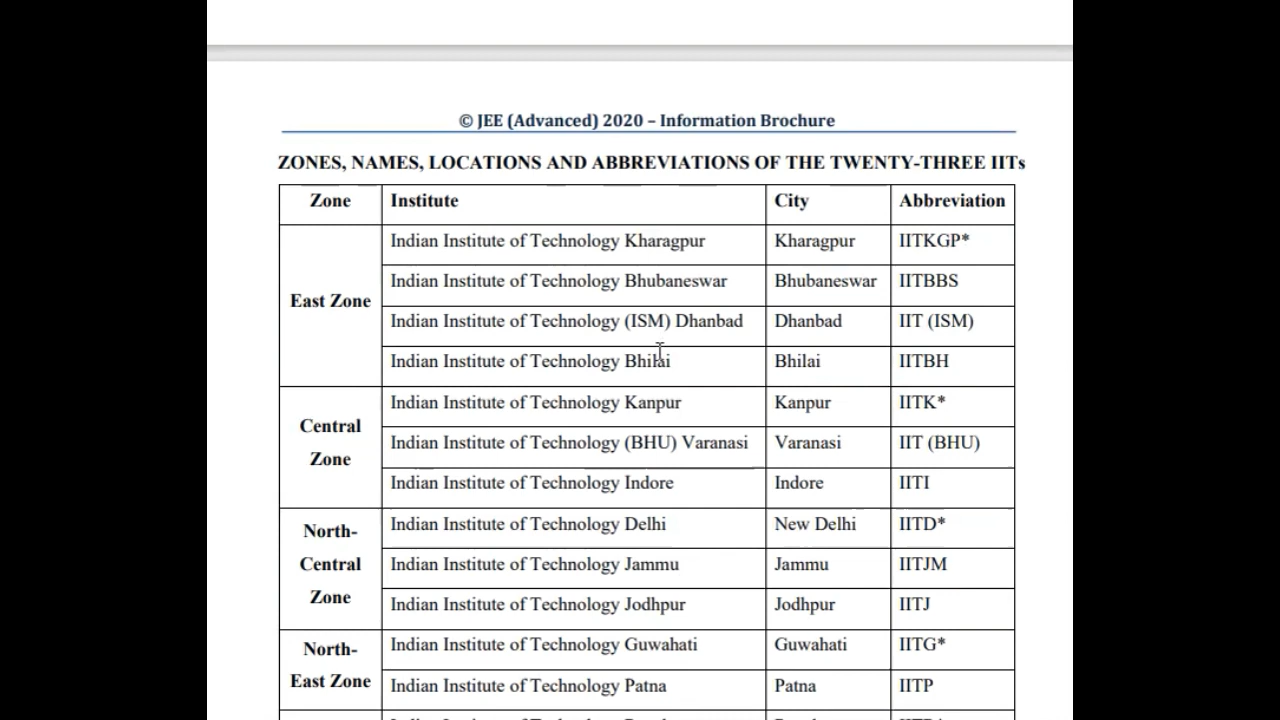 © JEE (Advanced) 2020 – Information Brochure
ZONES, NAMES, LOCATIONS AND ABBREVIATIONS OF THE TWENTY-THREE IITs
Zone Institute City Abbreviation
East Zone
Indian Institute of Technology Kharagpur Kharagpur IITKGP*
Indian Institute of Technology Bhubaneswar Bhubaneswar IITBBS
Indian Institute of Technology (ISM) Dhanbad Dhanbad IIT (ISM)
Indian Institute of Technology Bhilai Bhilai IITBH
Central
Zone
Indian Institute of Technology Kanpur Kanpur IITK*
Indian Institute of Technology (BHU) Varanasi Varanasi IIT (BHU)
Indian Institute of Technology Indore Indore IITI
North-
Central
Zone
Indian Institute of Technology Delhi New Delhi IITD*
Indian Institute of Technology Jammu Jammu IITJM
Indian Institute of Technology Jodhpur Jodhpur IITJ
North-
East Zone
Indian Institute of Technology Guwahati Guwahati IITG*
Indian Institute of Technology Patna Patna IITP